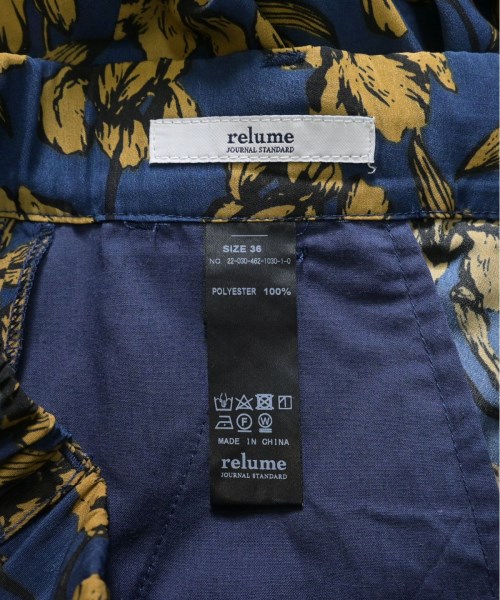 relume
JOURNAL STANDARD
SIZE 36
NO. 22-030-462-1030-1-0
POLYESTER 100%
F W
MADE IN CHINA
relume
JOURNAL STANDARD